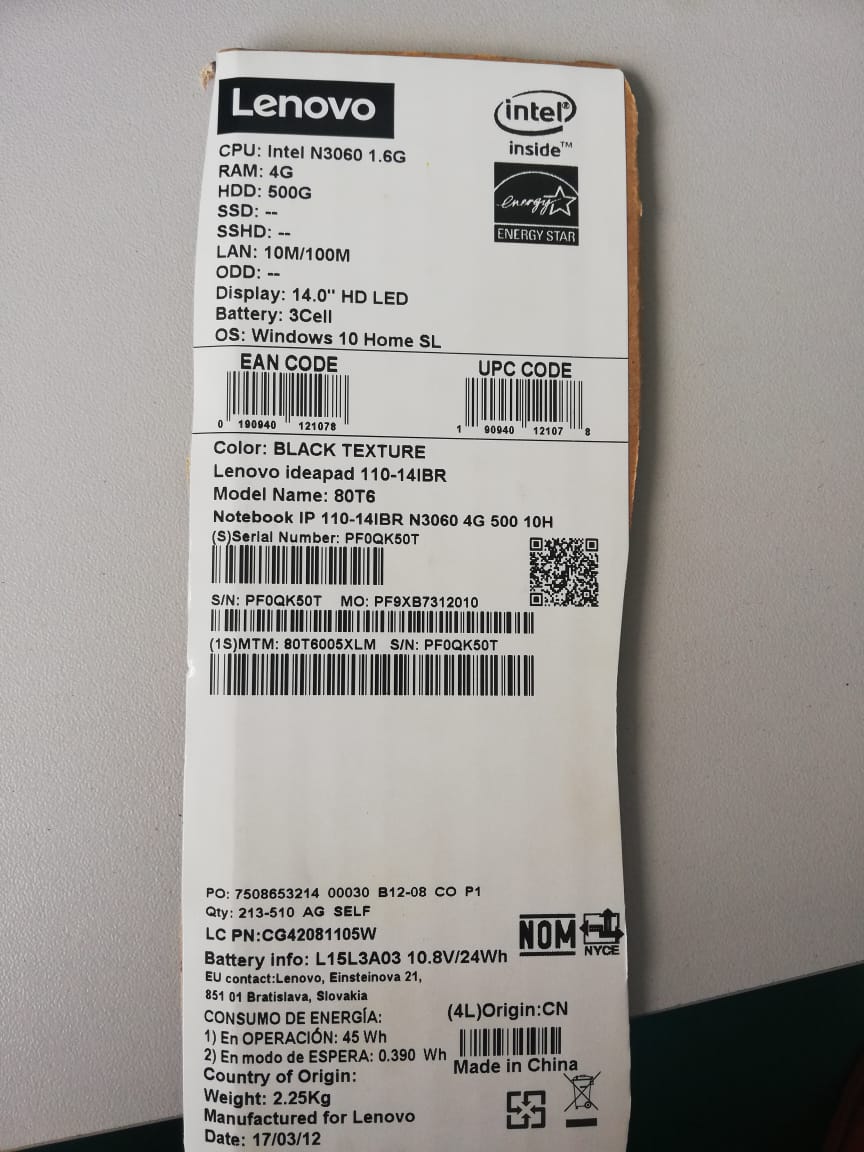 Lenovo
intel®
inside™
CPU: Intel N3060 1.6G
RAM: 4G
HDD: 500G
SSD: --
SSHD: --
LAN: 10M/100M
ODD: --
Display: 14.0" HD LED
Battery: 3Cell
OS: Windows 10 Home SL
energy
ENERGY STAR
EAN CODE
0 190940 121078
UPC CODE
1 90940 12107 8
Color: BLACK TEXTURE
Lenovo ideapad 110-14IBR
Model Name: 80T6
Notebook IP 110-14IBR N3060 4G 500 10H
(S)Serial Number: PF0QK50T
S/N: PF0QK50T MO: PF9XB7312010
(1S)MTM: 80T6005XLM S/N: PF0QK50T
PO: 7508653214 00030 B12-08 CO P1
Qty: 213-510 AG SELF
LC PN:CG42081105W
NOM
NYCE
Battery info: L15L3A03 10.8V/24Wh
EU contact:Lenovo, Einsteinova 21,
851 01 Bratislava, Slovakia
CONSUMO DE ENERGÍA:
1) En OPERACIÓN: 45 Wh
2) En modo de ESPERA: 0.390 Wh
(4L)Origin:CN
Made in China
Country of Origin:
Weight: 2.25Kg
Manufactured for Lenovo
Date: 17/03/12